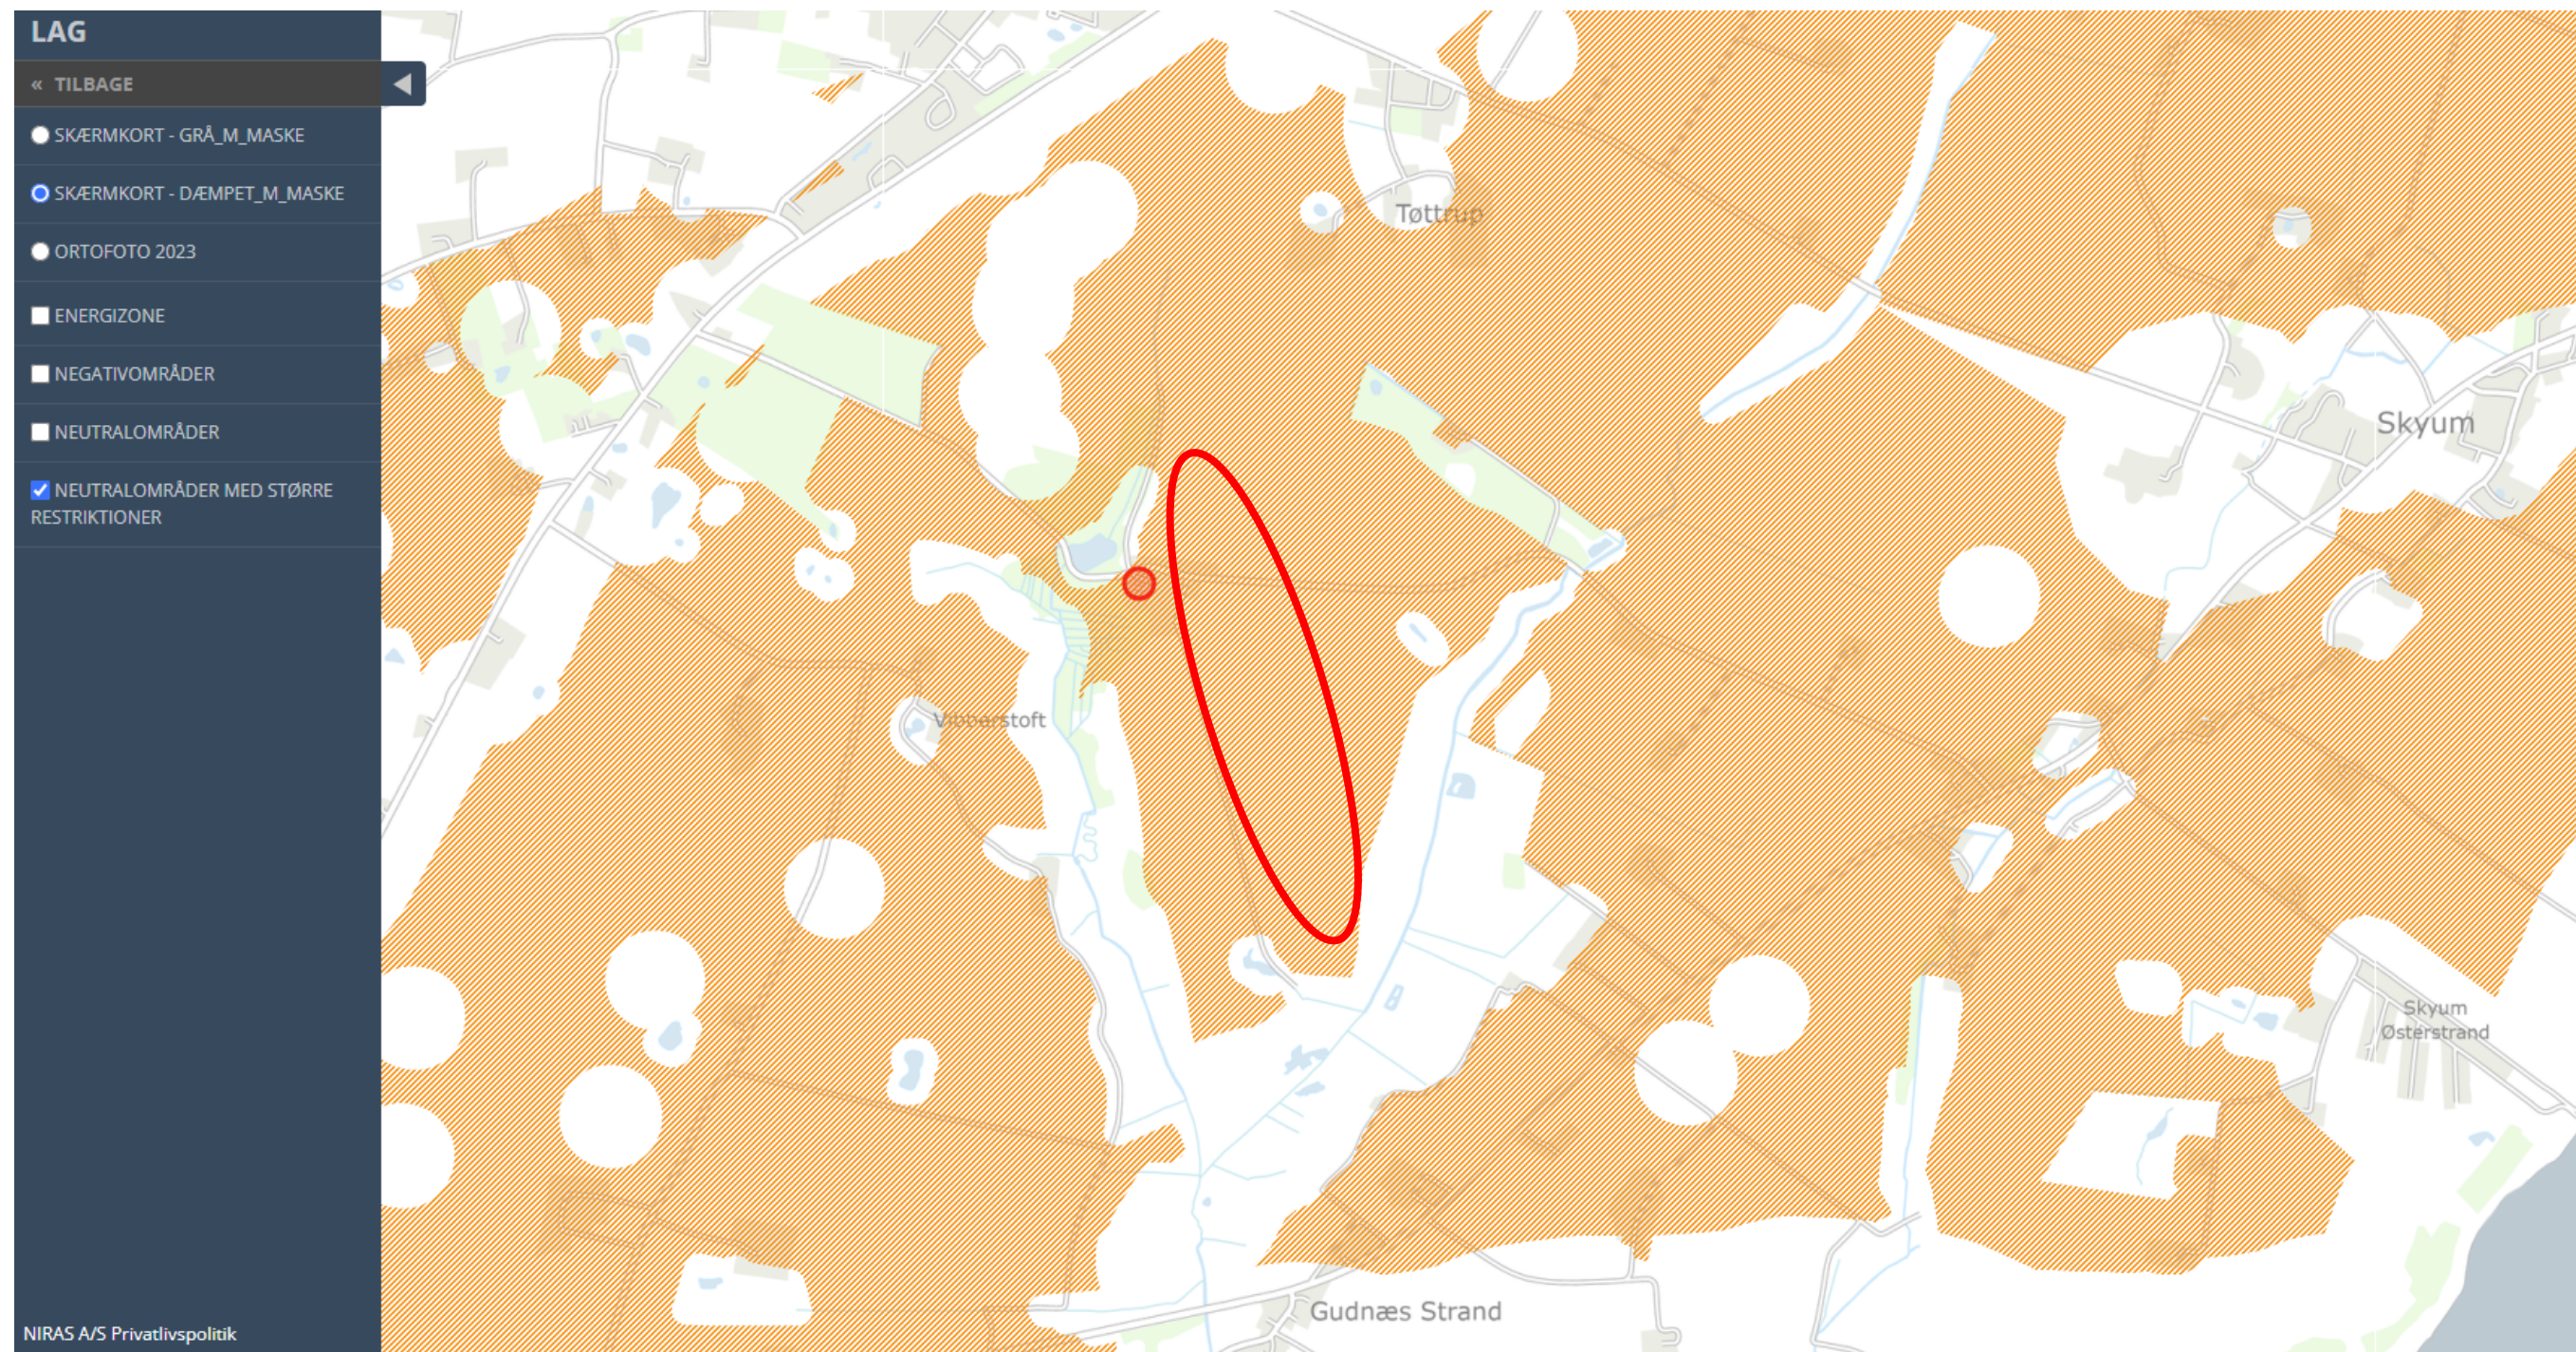 LAG
« TILBAGE
SKÆRMKORT - GRÅ_M_MASKE
SKÆRMKORT - DÆMPET_M_MASKE
ORTOFOTO 2023
ENERGIZONE
NEGATIVOMRÅDER
NEUTRALOMRÅDER
NEUTRALOMRÅDER MED STØRRE
RESTRIKTIONER
NIRAS A/S Privatlivspolitik
Tøttrup
Skyum
Vibberstoft
Skyum
Østerstrand
Gudnæs Strand